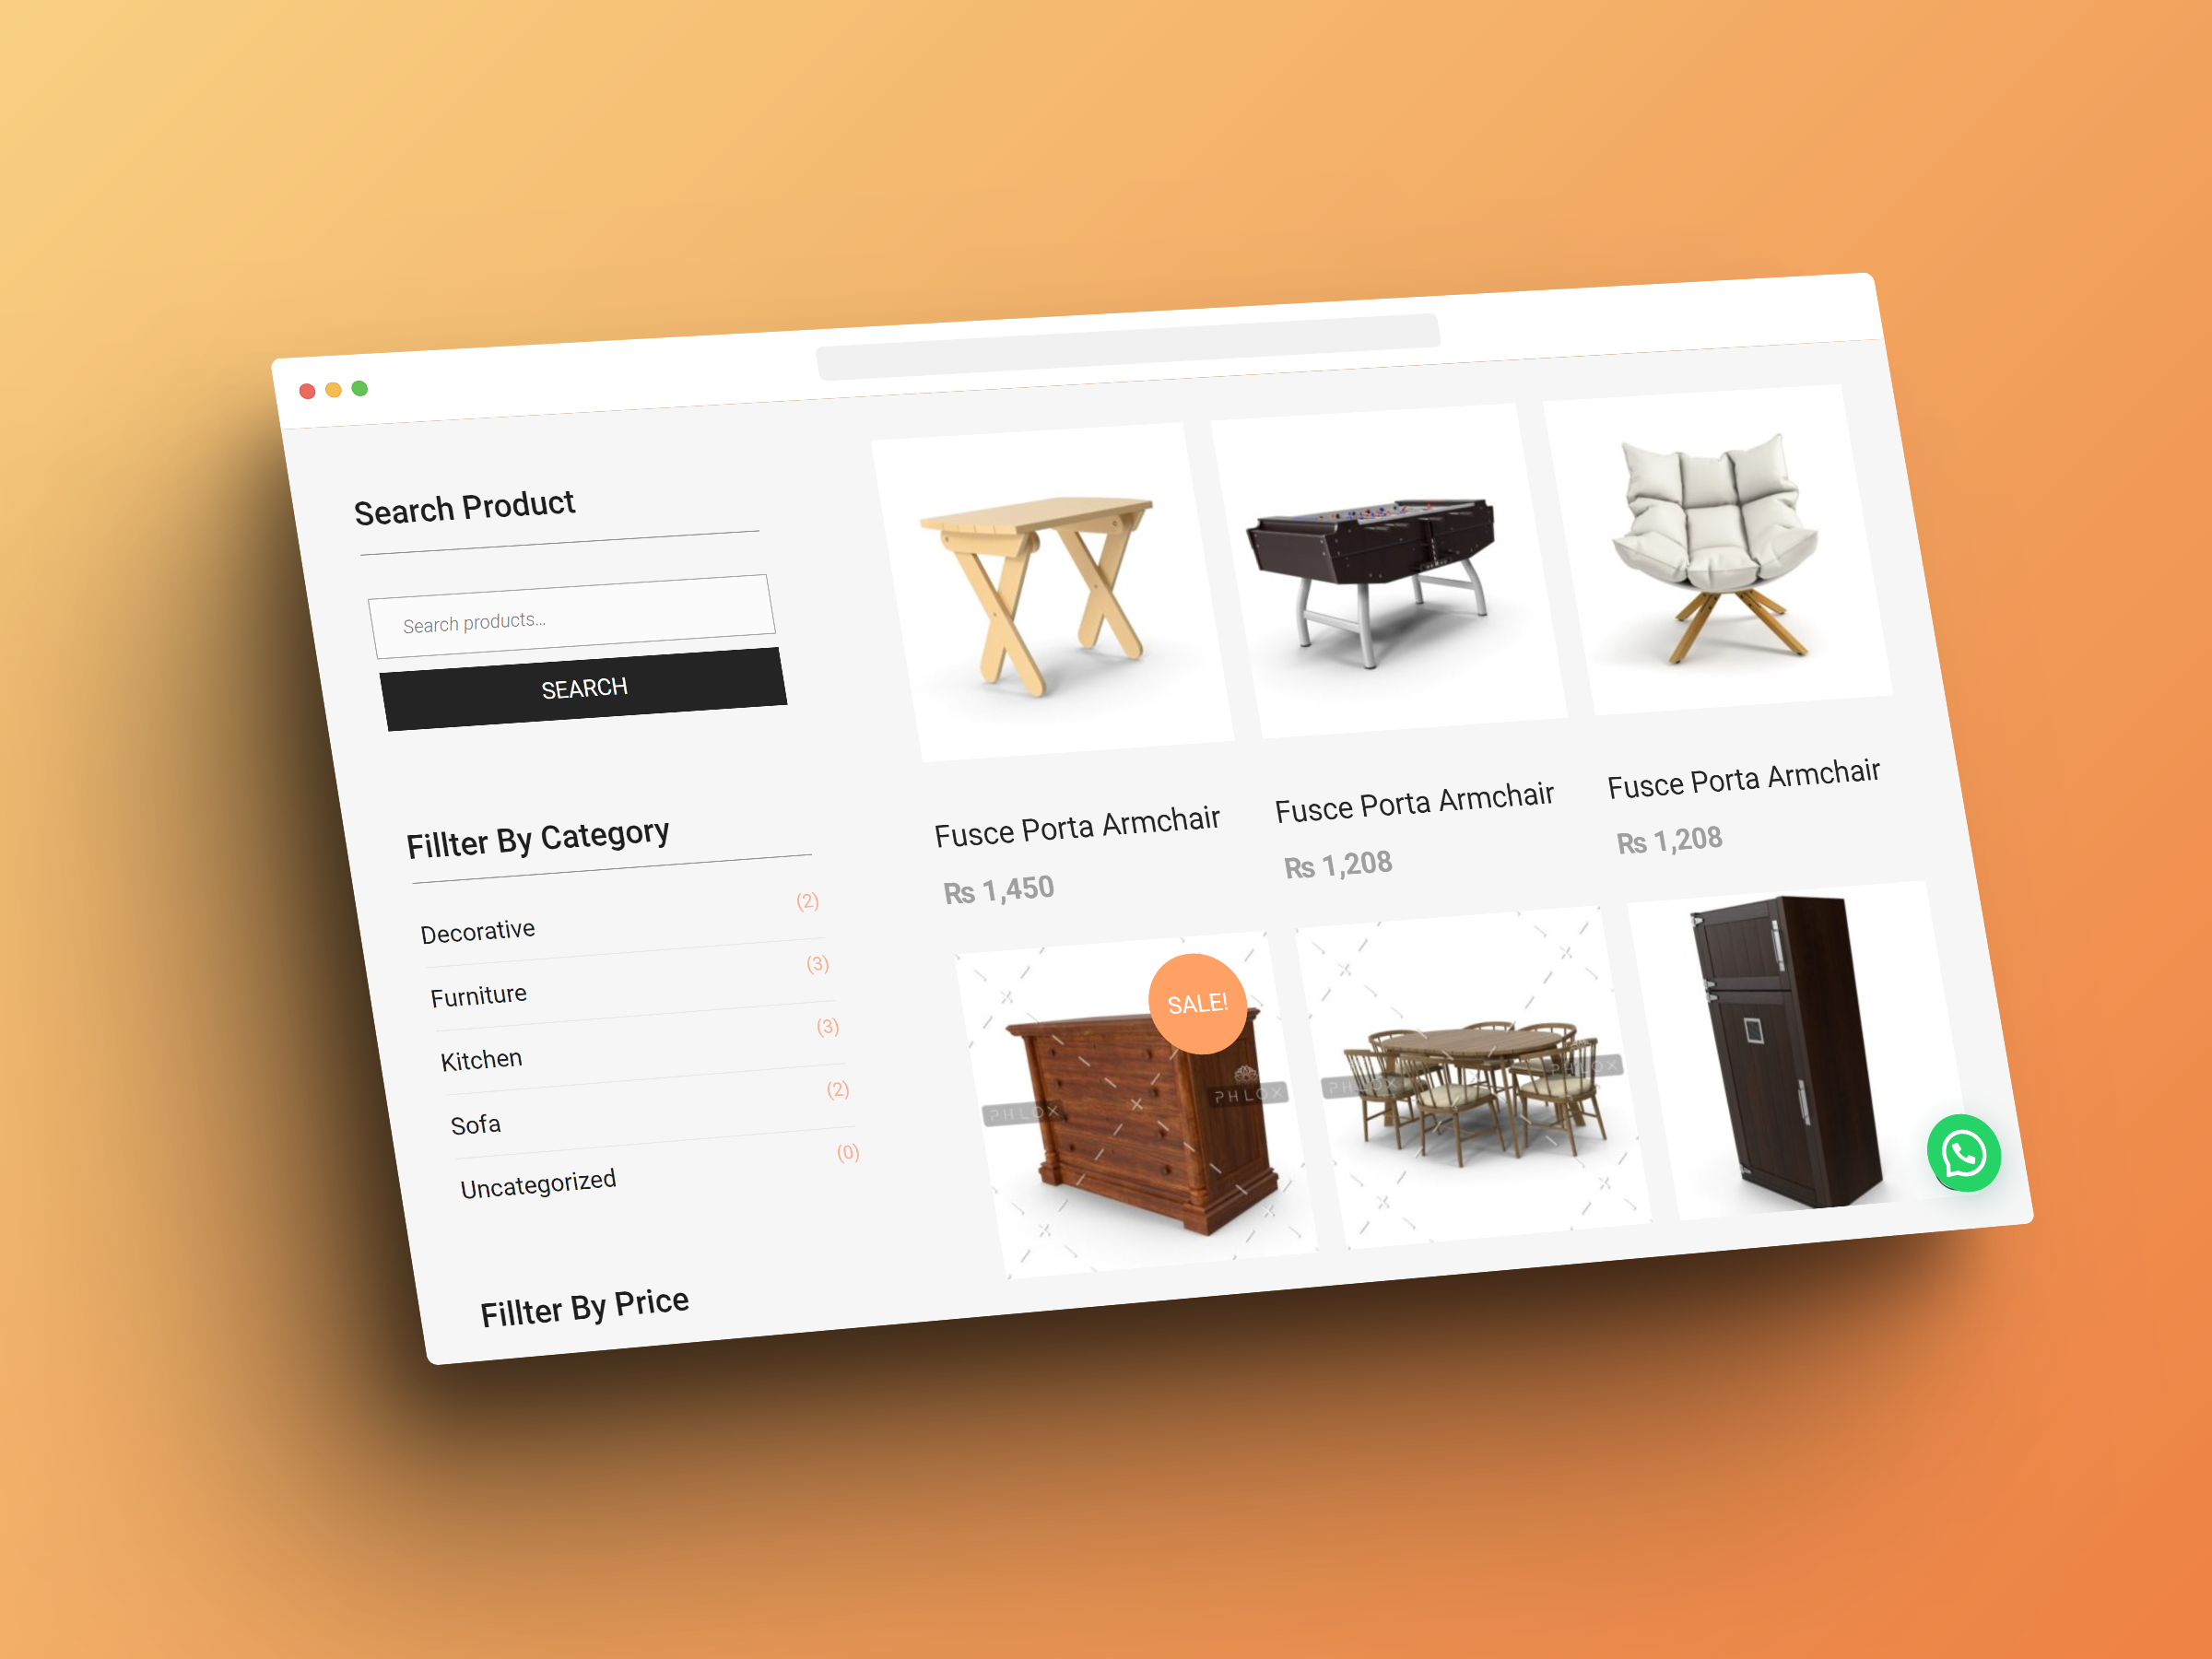 Search Product
Search products...
SEARCH
Fillter By Category
Decorative (2)
Furniture (3)
Kitchen (3)
Sofa (2)
Uncategorized (0)
Fillter By Price
Fusce Porta Armchair
₨ 1,450
Fusce Porta Armchair
₨ 1,208
Fusce Porta Armchair
₨ 1,208
SALE!
PHLOX
PHLOX
PHLOX
PHLOX